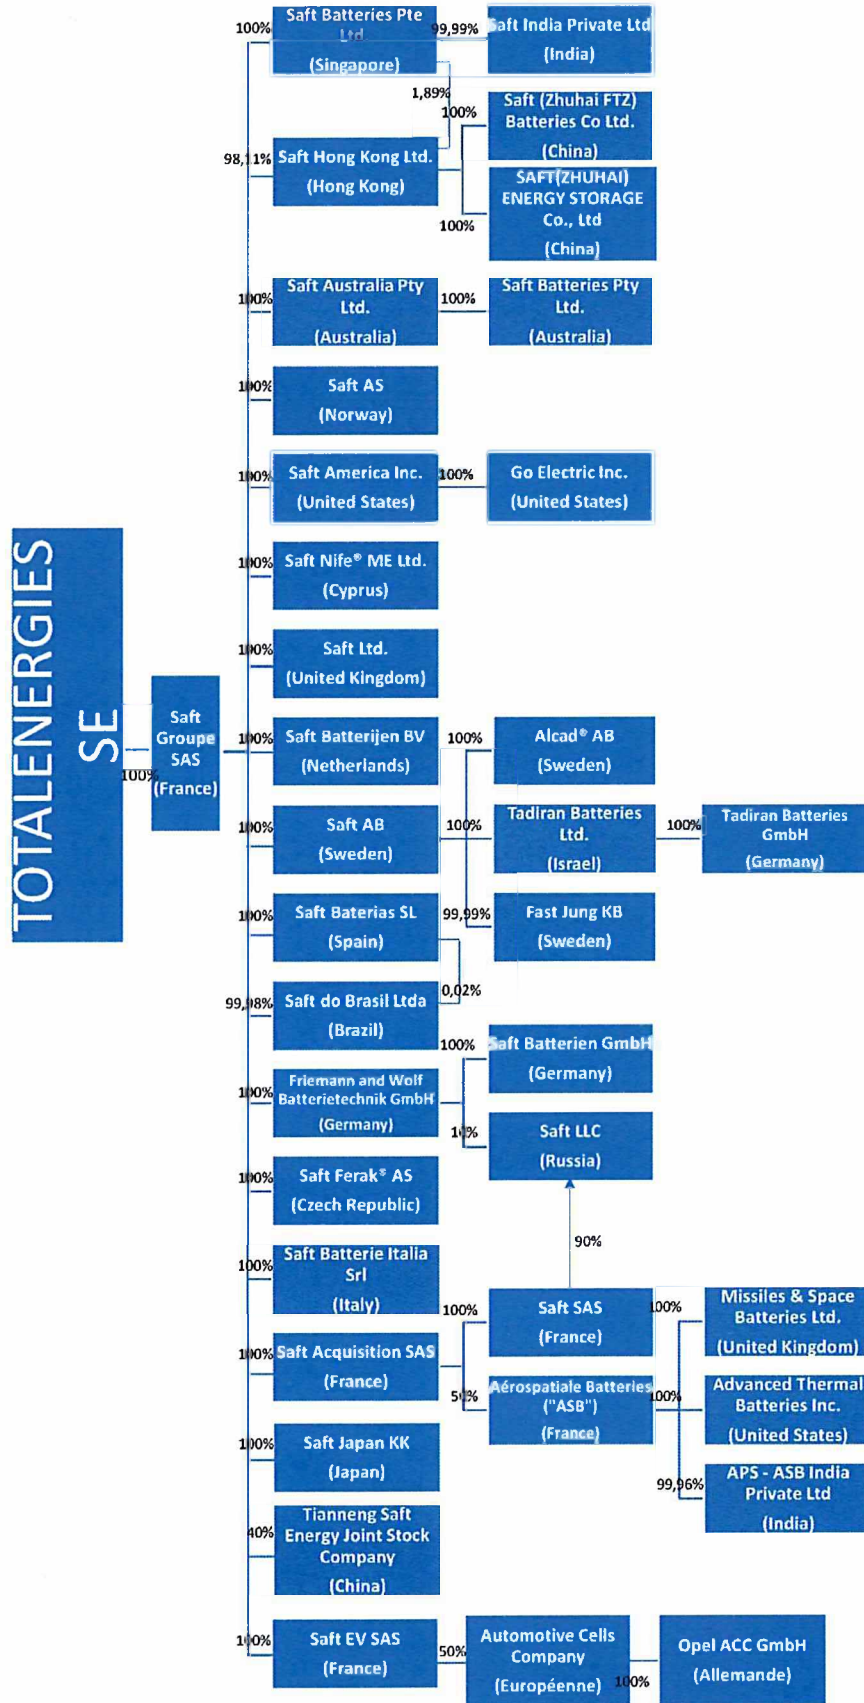 TOTALENERGIES
SE
100%
Saft
Groupe
SAS
(France)
100%
Saft Batteries Pte
Ltd
(Singapore)
99,99%
Saft India Private Ltd
(India)
1,89%
98,11%
Saft Hong Kong Ltd.
(Hong Kong)
100%
Saft (Zhuhai FTZ)
Batteries Co Ltd.
(China)
100%
SAFT(ZHUHAI)
ENERGY STORAGE
Co., Ltd
(China)
100%
Saft Australia Pty
Ltd.
(Australia)
100%
Saft Batteries Pty
Ltd.
(Australia)
100%
Saft AS
(Norway)
100%
Saft America Inc.
(United States)
100%
Go Electric Inc.
(United States)
100%
Saft Nife® ME Ltd.
(Cyprus)
100%
Saft Ltd.
(United Kingdom)
100%
Saft Batterijen BV
(Netherlands)
100%
Alcad® AB
(Sweden)
100%
Saft AB
(Sweden)
100%
Tadiran Batteries
Ltd.
(Israel)
100%
Tadiran Batteries
GmbH
(Germany)
100%
Saft Baterias SL
(Spain)
99,99%
Fast Jung KB
(Sweden)
99,98%
Saft do Brasil Ltda
(Brazil)
0,02%
100%
Friemann and Wolf
Batterietechnik GmbH
(Germany)
100%
Saft Batterien GmbH
(Germany)
10%
Saft LLC
(Russia)
100%
Saft Ferak® AS
(Czech Republic)
90%
100%
Saft Batterie Italia
Srl
(Italy)
100%
Saft Acquisition SAS
(France)
100%
Saft SAS
(France)
100%
Missiles & Space
Batteries Ltd.
(United Kingdom)
50%
Aérospatiale Batteries
("ASB")
(France)
100%
Advanced Thermal
Batteries Inc.
(United States)
99,96%
APS - ASB India
Private Ltd
(India)
100%
Saft Japan KK
(Japan)
40%
Tianneng Saft
Energy Joint Stock
Company
(China)
100%
Saft EV SAS
(France)
50%
Automotive Cells
Company
(Européenne)
100%
Opel ACC GmbH
(Allemande)